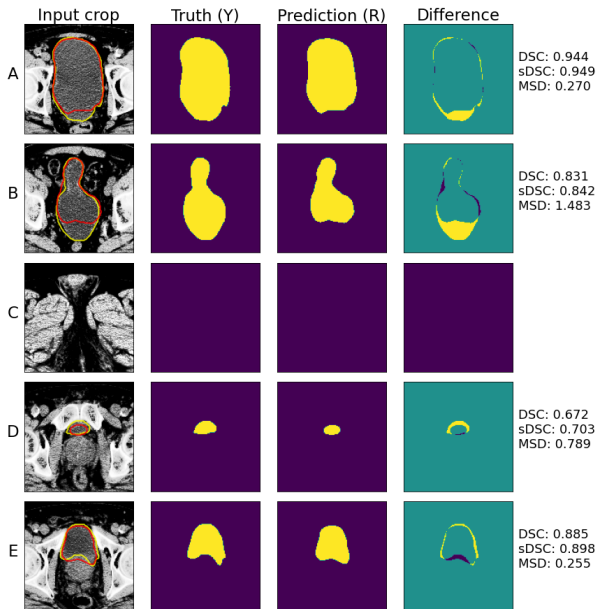 Input crop Truth (Y) Prediction (R) Difference
A
DSC: 0.944
sDSC: 0.949
MSD: 0.270
B
DSC: 0.831
sDSC: 0.842
MSD: 1.483
C
D
DSC: 0.672
sDSC: 0.703
MSD: 0.789
E
DSC: 0.885
sDSC: 0.898
MSD: 0.255